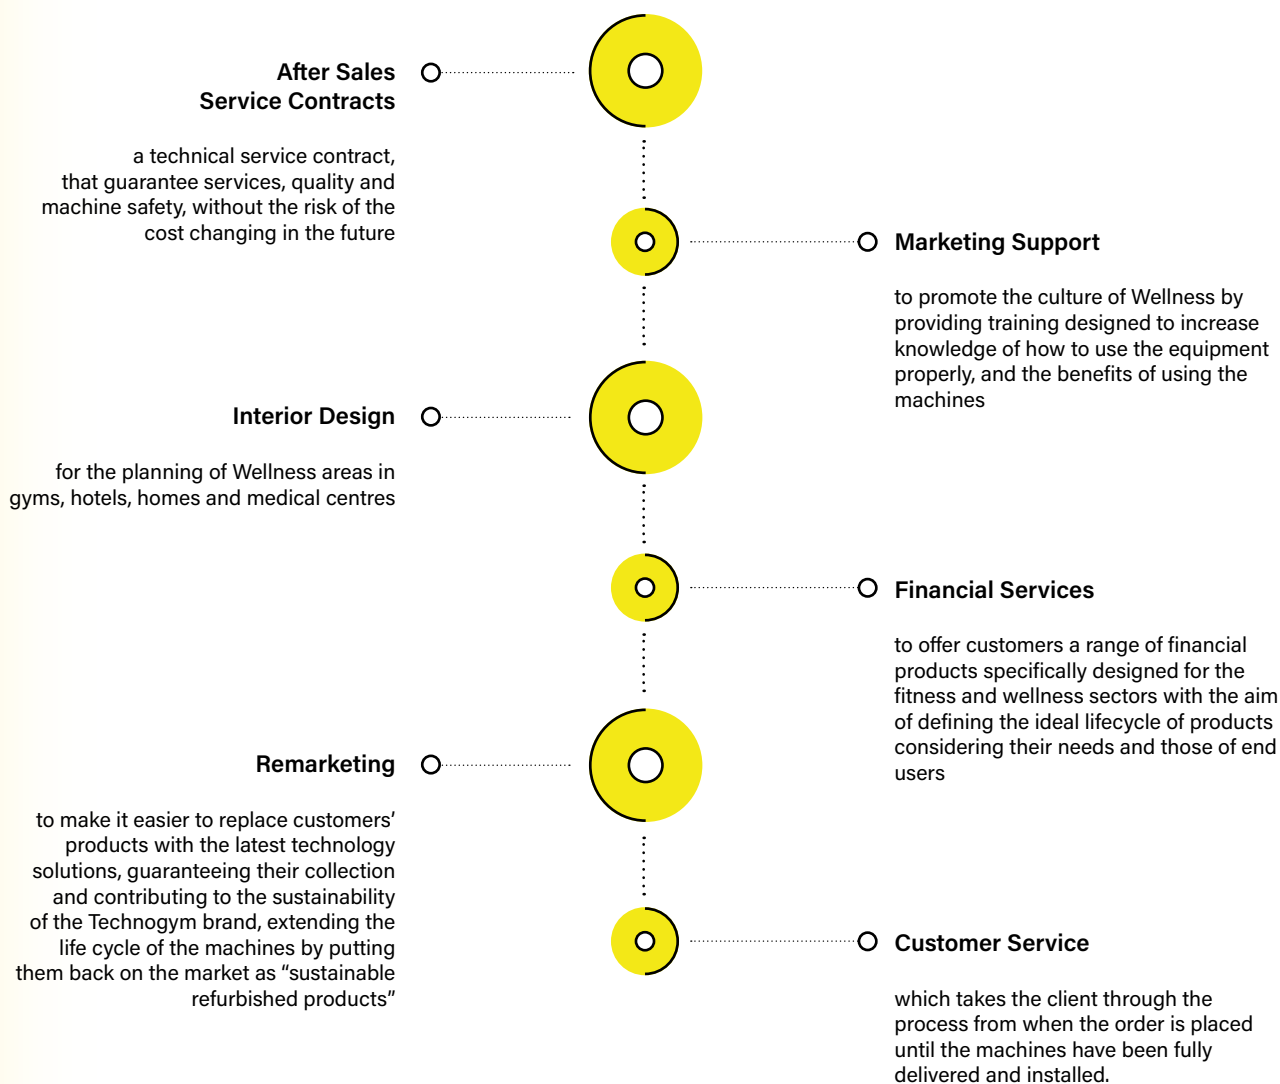 After Sales
Service Contracts
a technical service contract,
that guarantee services, quality and
machine safety, without the risk of the
cost changing in the future
Marketing Support
to promote the culture of Wellness by
providing training designed to increase
knowledge of how to use the equipment
properly, and the benefits of using the
machines
Interior Design
for the planning of Wellness areas in
gyms, hotels, homes and medical centres
Financial Services
to offer customers a range of financial
products specifically designed for the
fitness and wellness sectors with the aim
of defining the ideal lifecycle of products
considering their needs and those of end
users
Remarketing
to make it easier to replace customers’
products with the latest technology
solutions, guaranteeing their collection
and contributing to the sustainability
of the Technogym brand, extending the
life cycle of the machines by putting
them back on the market as “sustainable
refurbished products”
Customer Service
which takes the client through the
process from when the order is placed
until the machines have been fully
delivered and installed.